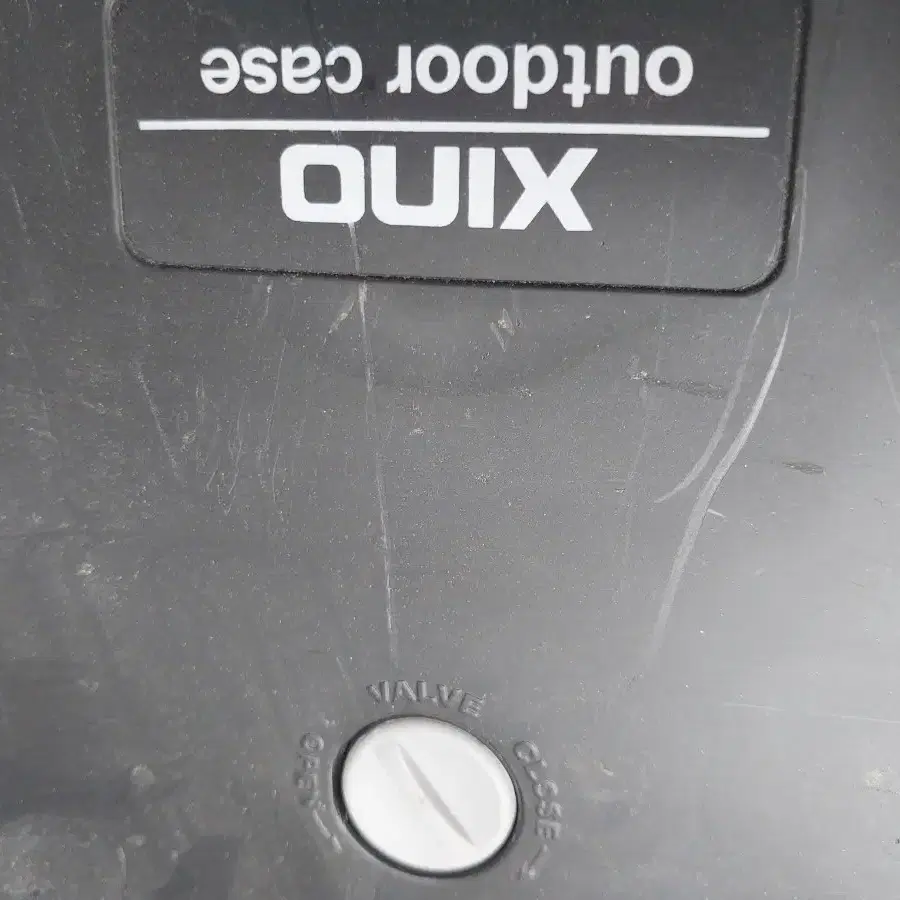 XINO
outdoor case
VALVE
OPEN
CLOSE